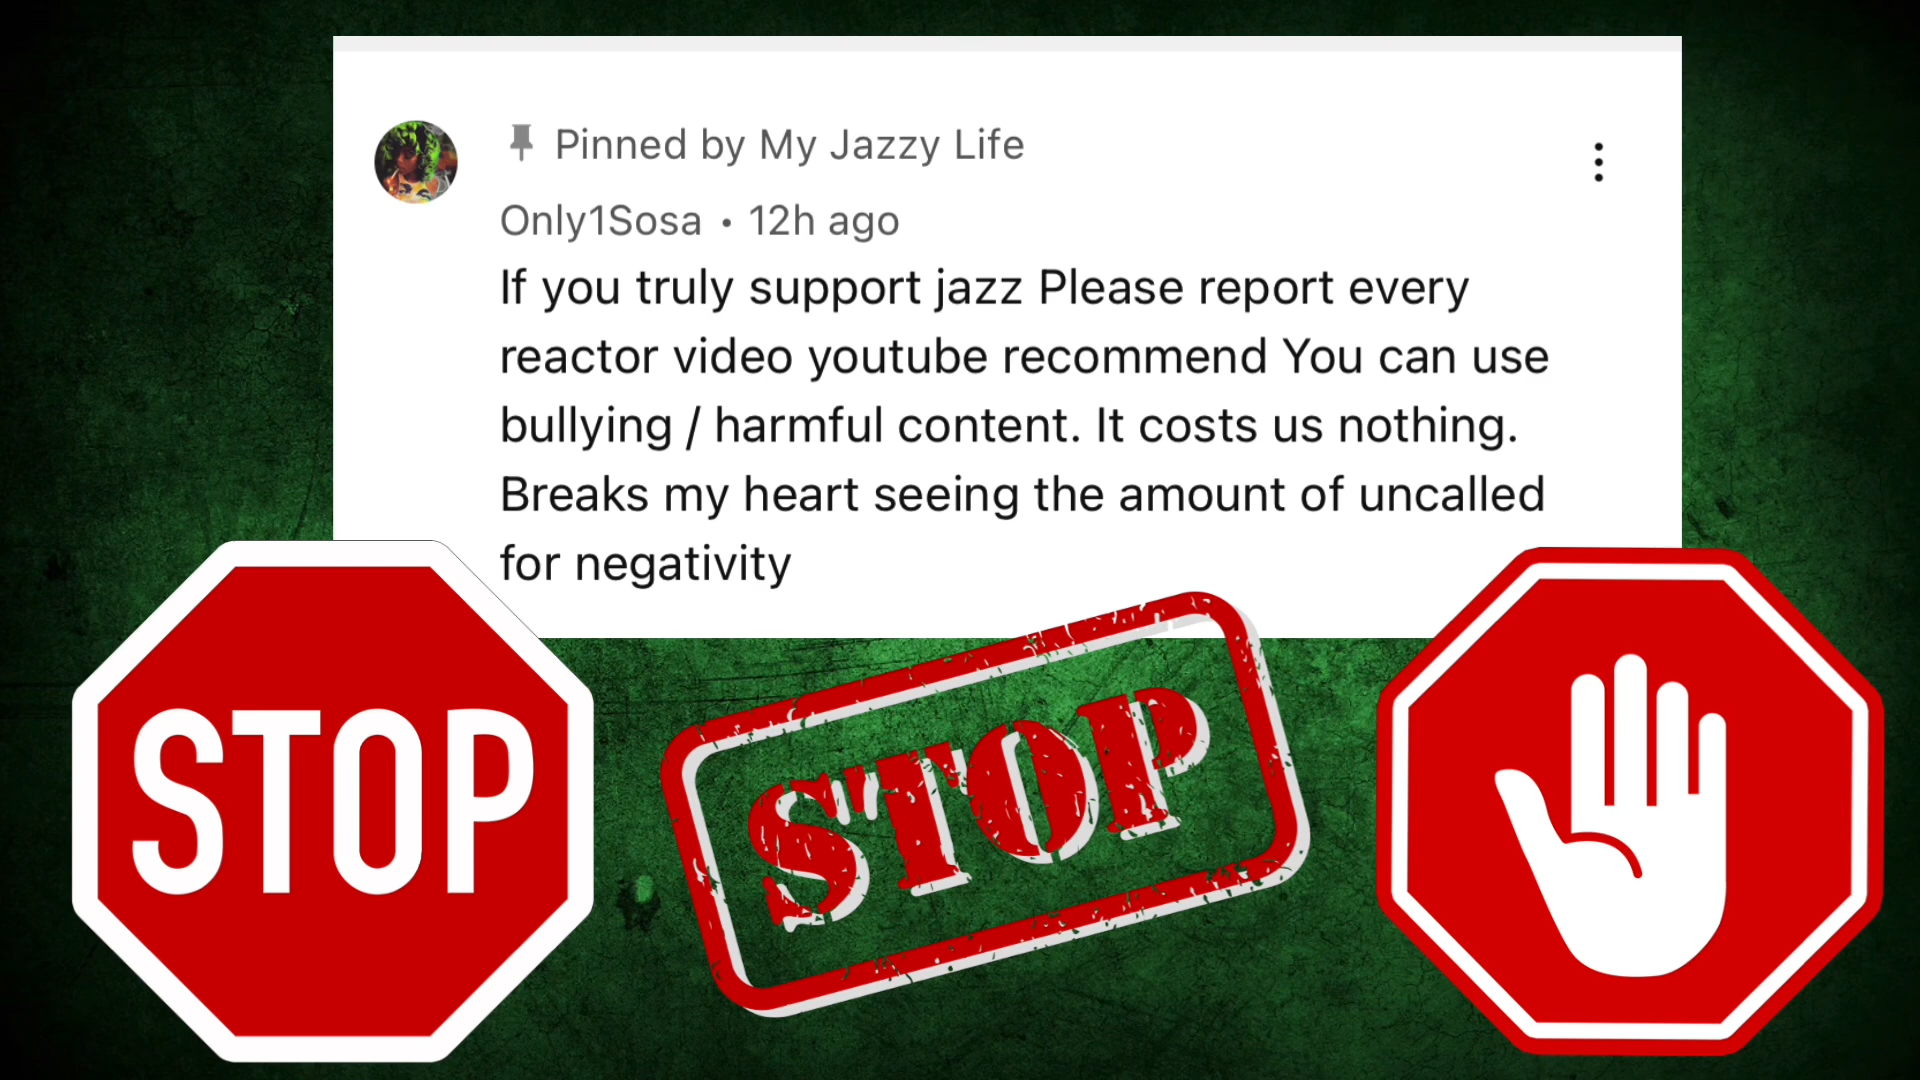 Pinned by My Jazzy Life
Only1Sosa • 12h ago
If you truly support jazz Please report every
reactor video youtube recommend You can use
bullying / harmful content. It costs us nothing.
Breaks my heart seeing the amount of uncalled
for negativity
STOP
STOP